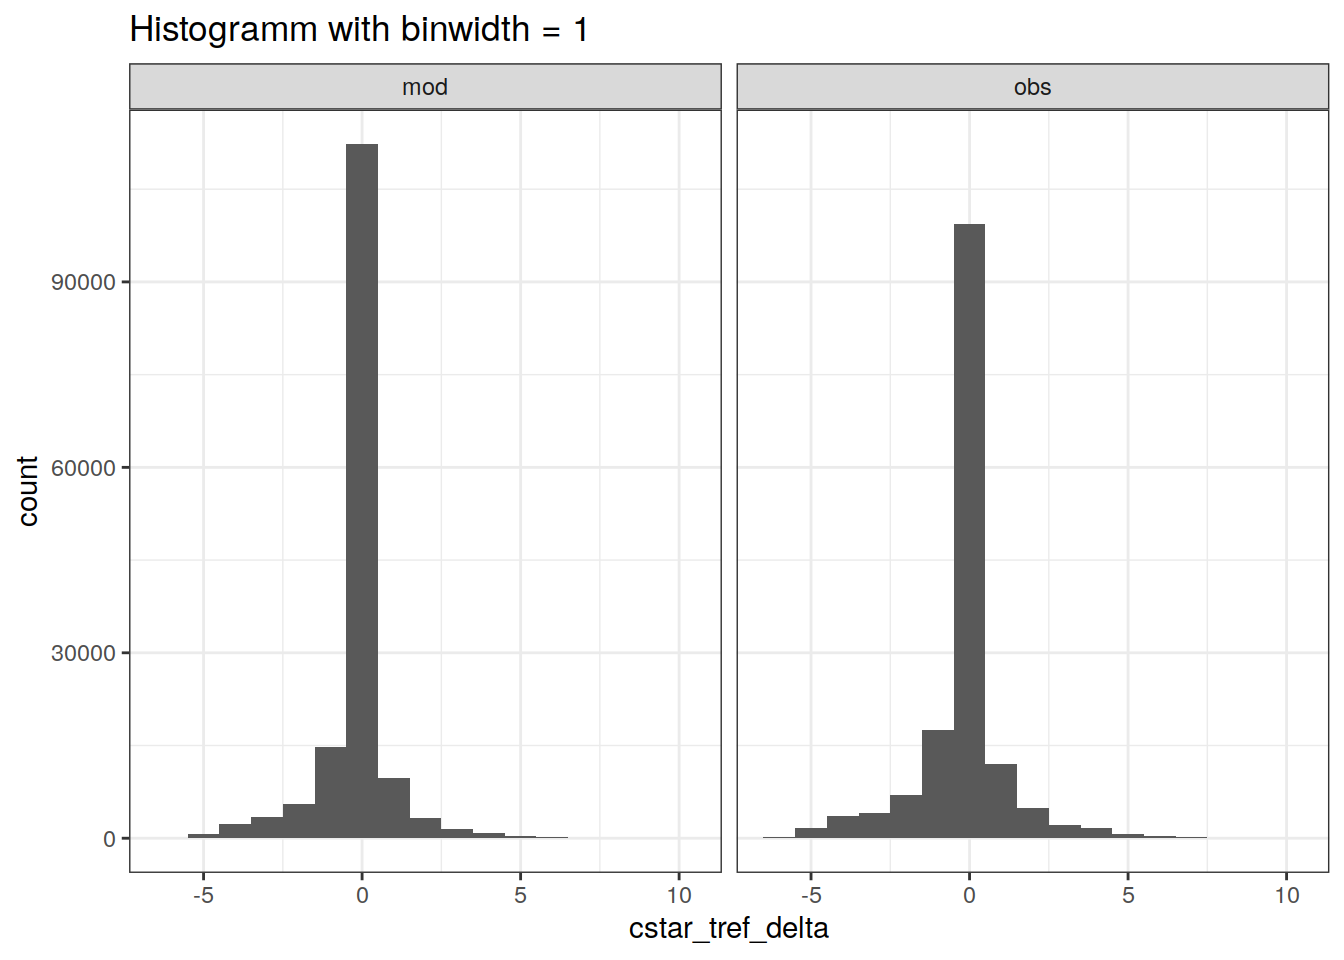 Histogramm with binwidth = 1
mod
obs
count
90000
60000
30000
0
-5 0 5 10
-5 0 5 10
cstar_tref_delta